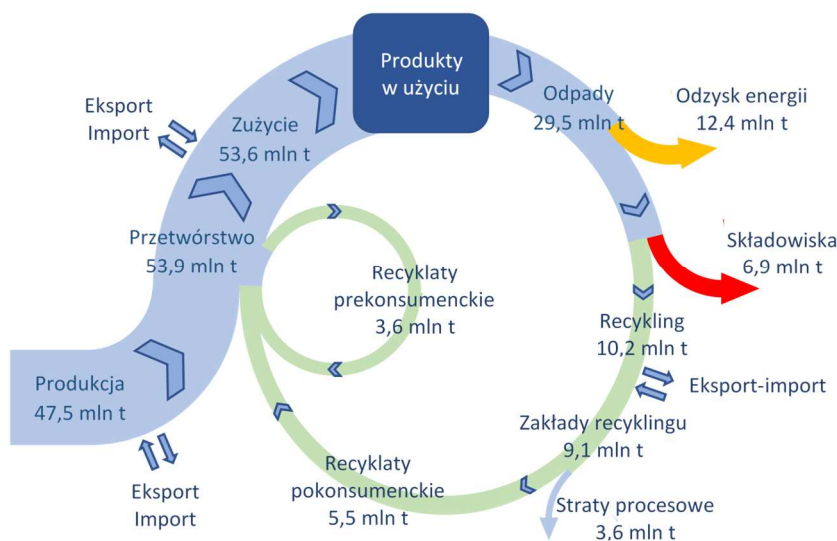 Produkty
w użyciu
Odpady
29,5 mln t
Odzysk energii
12,4 mln t
Eksport
Import
Zużycie
53,6 mln t
Przetwórstwo
53,9 mln t
Składowiska
6,9 mln t
Recyklaty
prekonsumenckie
3,6 mln t
Recykling
10,2 mln t
Produkcja
47,5 mln t
Eksport-import
Zakłady recyklingu
9,1 mln t
Recyklaty
pokonsumenckie
5,5 mln t
Eksport
Import
Straty procesowe
3,6 mln t